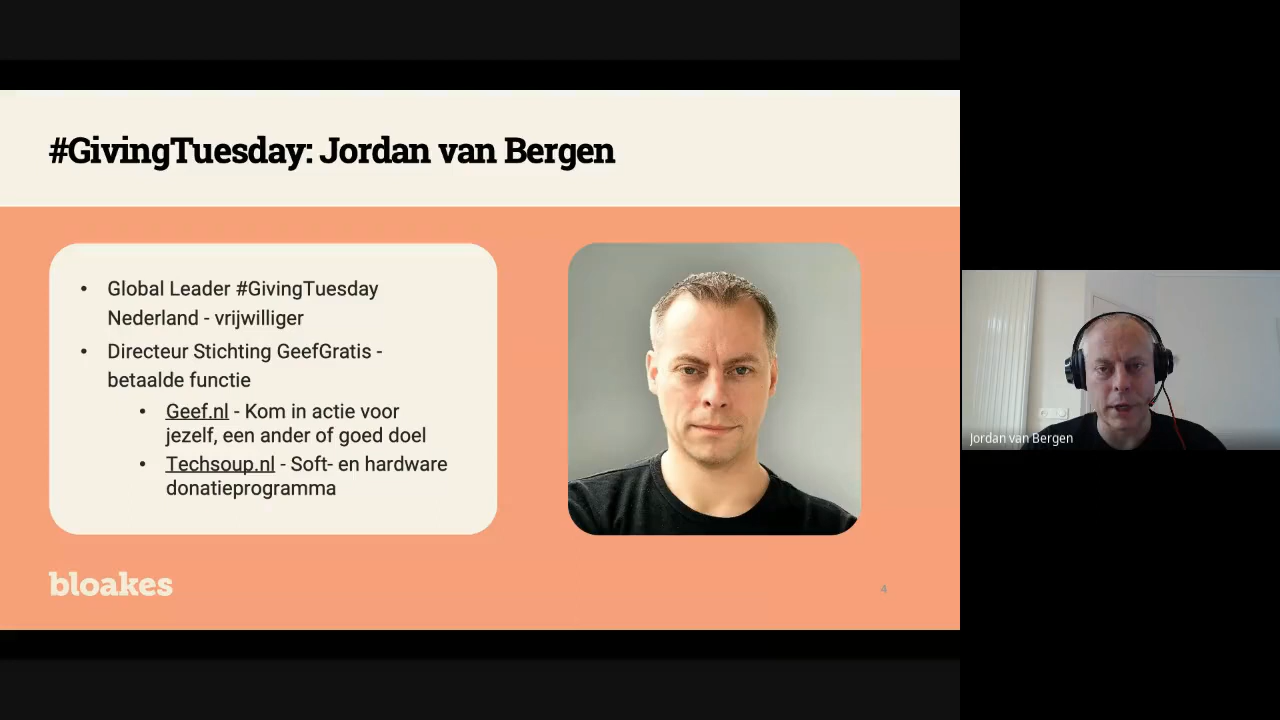 #GivingTuesday: Jordan van Bergen
• Global Leader #GivingTuesday
Nederland - vrijwilliger
• Directeur Stichting GeefGratis -
betaalde functie
• Geef.nl - Kom in actie voor
jezelf, een ander of goed doel
• Techsoup.nl - Soft- en hardware
donatieprogramma
bloakes
4
Jordan van Bergen